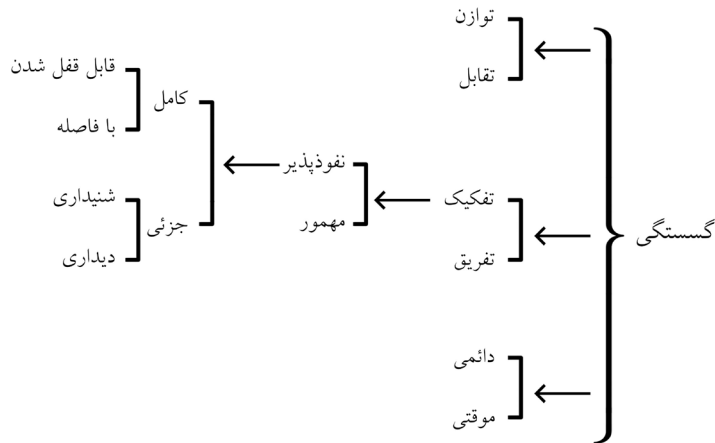 گسستگی
توازن
تقابل
تفکیک
تفریق
دائمی
موقتی
نفوذپذیر
مهمور
کامل
جزئی
قابل قفل شدن
با فاصله
شنیداری
دیداری